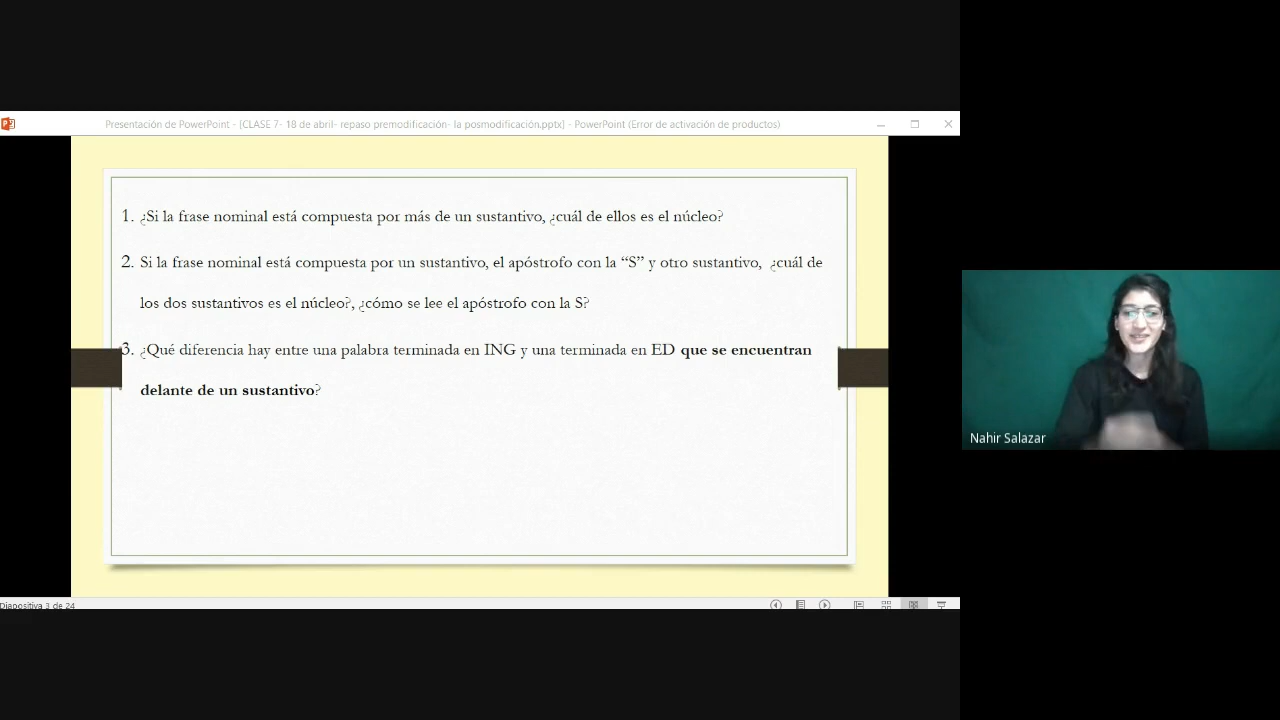 Presentación de PowerPoint - [CLASE 7- 18 de abril- repaso premodificación- la posmodificación.pptx] - PowerPoint (Error de activación de productos)
1. ¿Si la frase nominal está compuesta por más de un sustantivo, ¿cuál de ellos es el núcleo?
2. Si la frase nominal está compuesta por un sustantivo, el apóstrofo con la “S” y otro sustantivo, ¿cuál de
los dos sustantivos es el núcleo?, ¿cómo se lee el apóstrofo con la S?
3. ¿Qué diferencia hay entre una palabra terminada en ING y una terminada en ED que se encuentran
delante de un sustantivo?
Nahir Salazar
Diapositiva 3 de 24